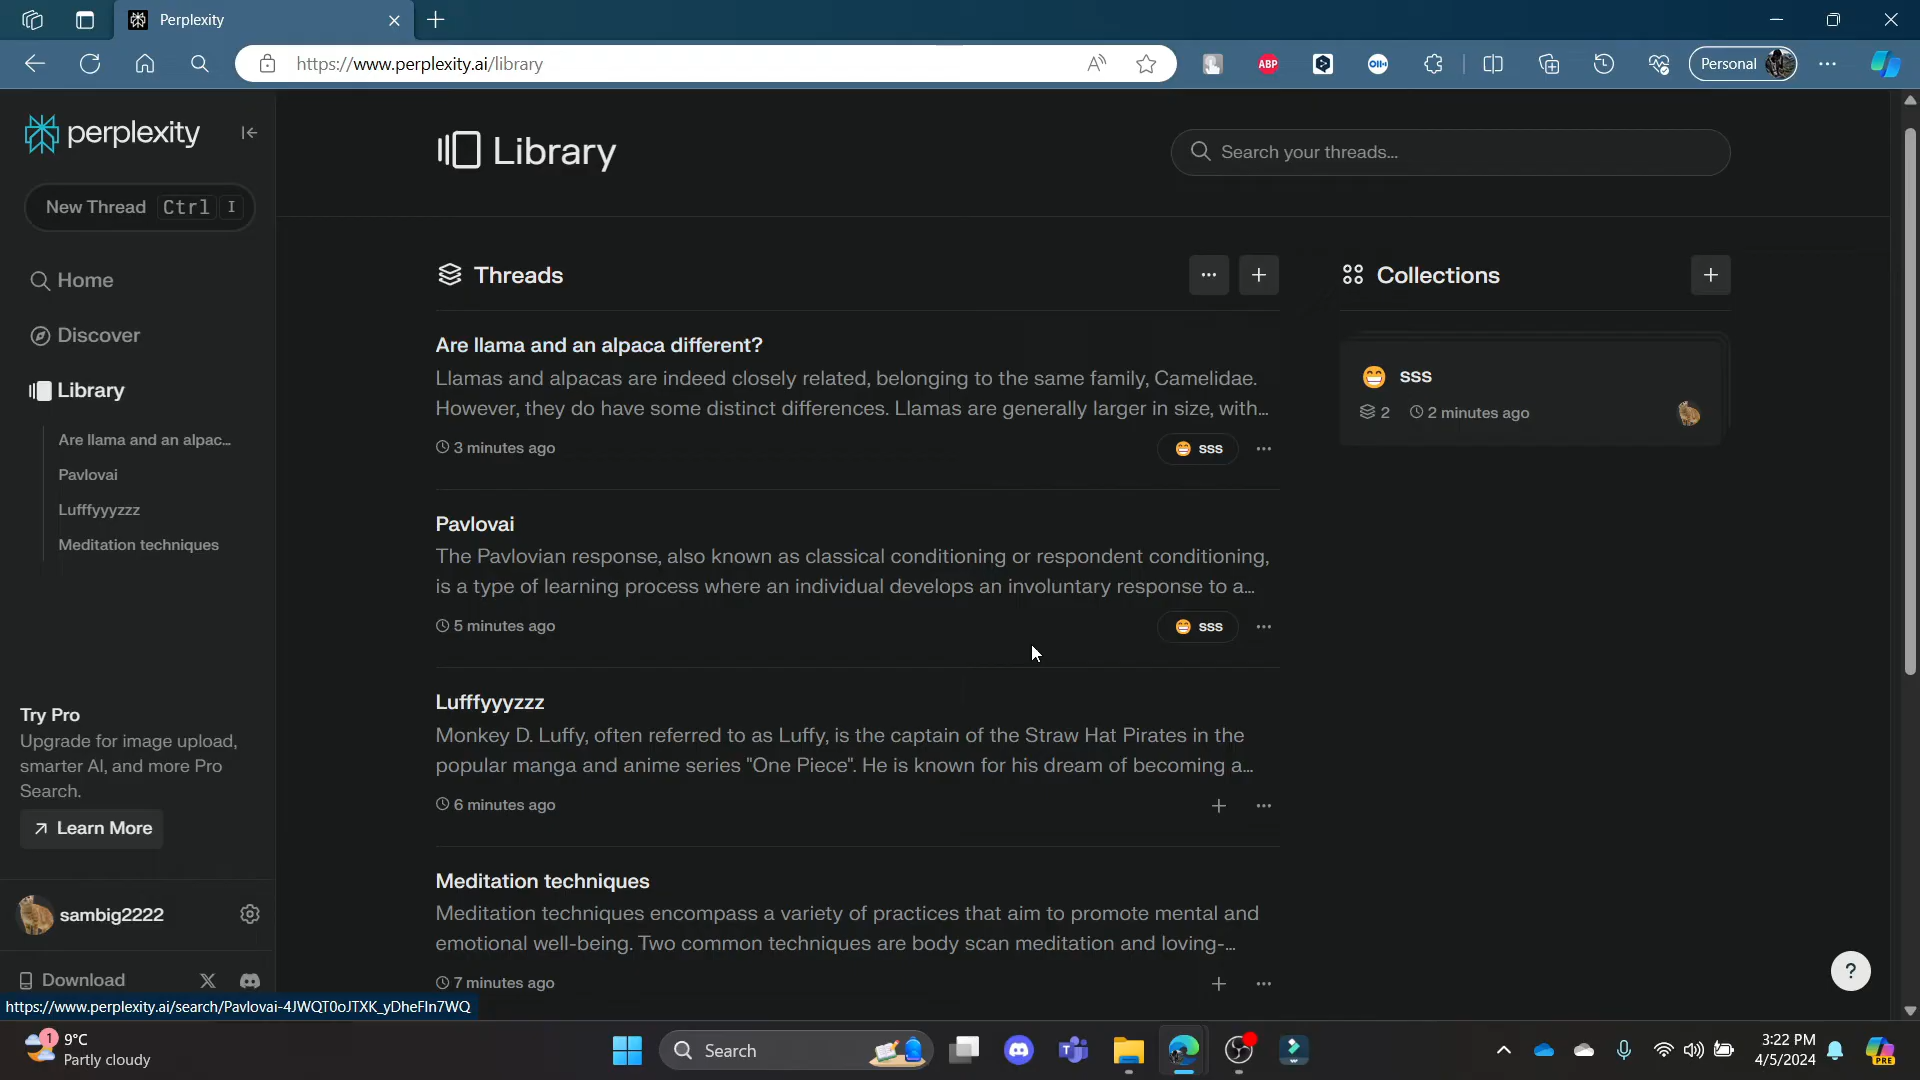 Perplexity
https://www.perplexity.ai/library
ABP
Personal
perplexity
New Thread Ctrl I
Home
Discover
Library
Are llama and an alpac...
Pavlovai
Lufffyyyzzz
Meditation techniques
Try Pro
Upgrade for image upload,
smarter AI, and more Pro
Search.
Learn More
sambig2222
Download
https://www.perplexity.ai/search/Pavlovai-4JWQT0oJTXK_yDheFln7WQ
Library
Search your threads...
Threads
Are llama and an alpaca different?
Llamas and alpacas are indeed closely related, belonging to the same family, Camelidae.
However, they do have some distinct differences. Llamas are generally larger in size, with...
3 minutes ago
😁 sss
Pavlovai
The Pavlovian response, also known as classical conditioning or respondent conditioning,
is a type of learning process where an individual develops an involuntary response to a...
5 minutes ago
😁 sss
Lufffyyyzzz
Monkey D. Luffy, often referred to as Luffy, is the captain of the Straw Hat Pirates in the
popular manga and anime series "One Piece". He is known for his dream of becoming a...
6 minutes ago
Meditation techniques
Meditation techniques encompass a variety of practices that aim to promote mental and
emotional well-being. Two common techniques are body scan meditation and loving-...
7 minutes ago
Collections
😁 sss
2 2 minutes ago
?
1
9°C
Partly cloudy
Search
3:22 PM
4/5/2024
PRE